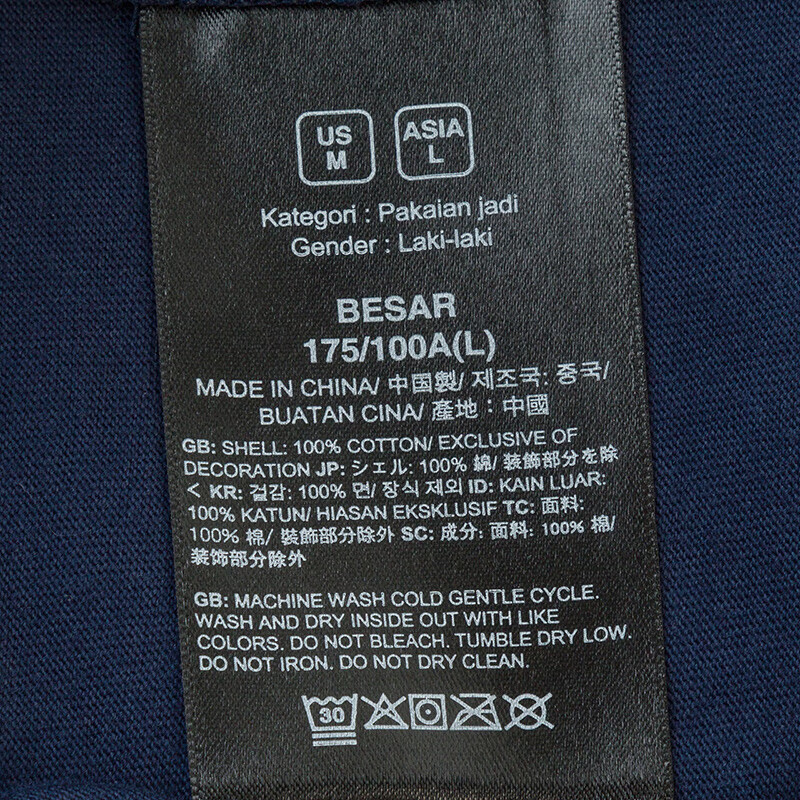 US
M
ASIA
L
Kategori : Pakaian jadi
Gender : Laki-laki
BESAR
175/100A(L)
MADE IN CHINA/ 中国製/ 제조국: 중국/
BUATAN CINA/ 產地：中國
GB: SHELL: 100% COTTON/ EXCLUSIVE OF
DECORATION JP: シェル: 100% 綿/ 装飾部分を除
く KR: 겉감: 100% 면/ 장식 제외 ID: KAIN LUAR:
100% KATUN/ HIASAN EKSKLUSIF TC: 面料:
100% 棉/ 裝飾部分除外 SC: 成分: 面料: 100% 棉/
装饰部分除外
GB: MACHINE WASH COLD GENTLE CYCLE.
WASH AND DRY INSIDE OUT WITH LIKE
COLORS. DO NOT BLEACH. TUMBLE DRY LOW.
DO NOT IRON. DO NOT DRY CLEAN.
30